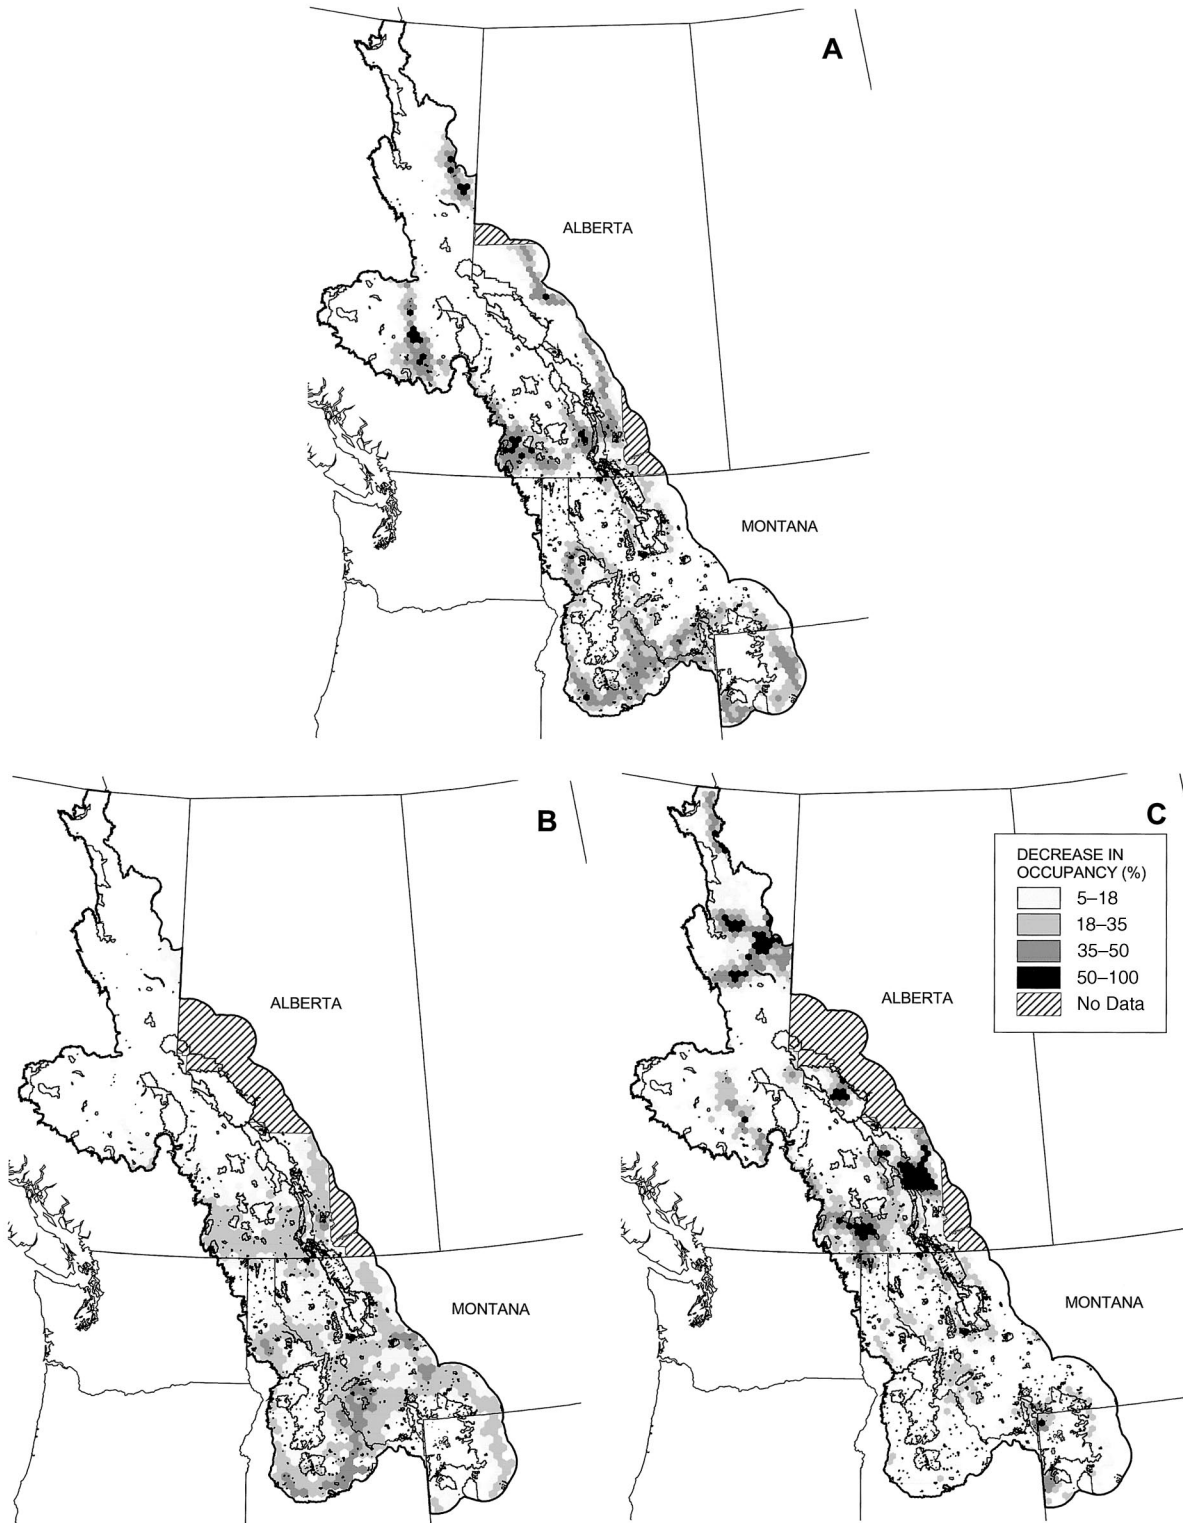 A
ALBERTA
MONTANA
B
ALBERTA
MONTANA
C
DECREASE IN
OCCUPANCY (%)
5–18
18–35
35–50
50–100
No Data
ALBERTA
MONTANA